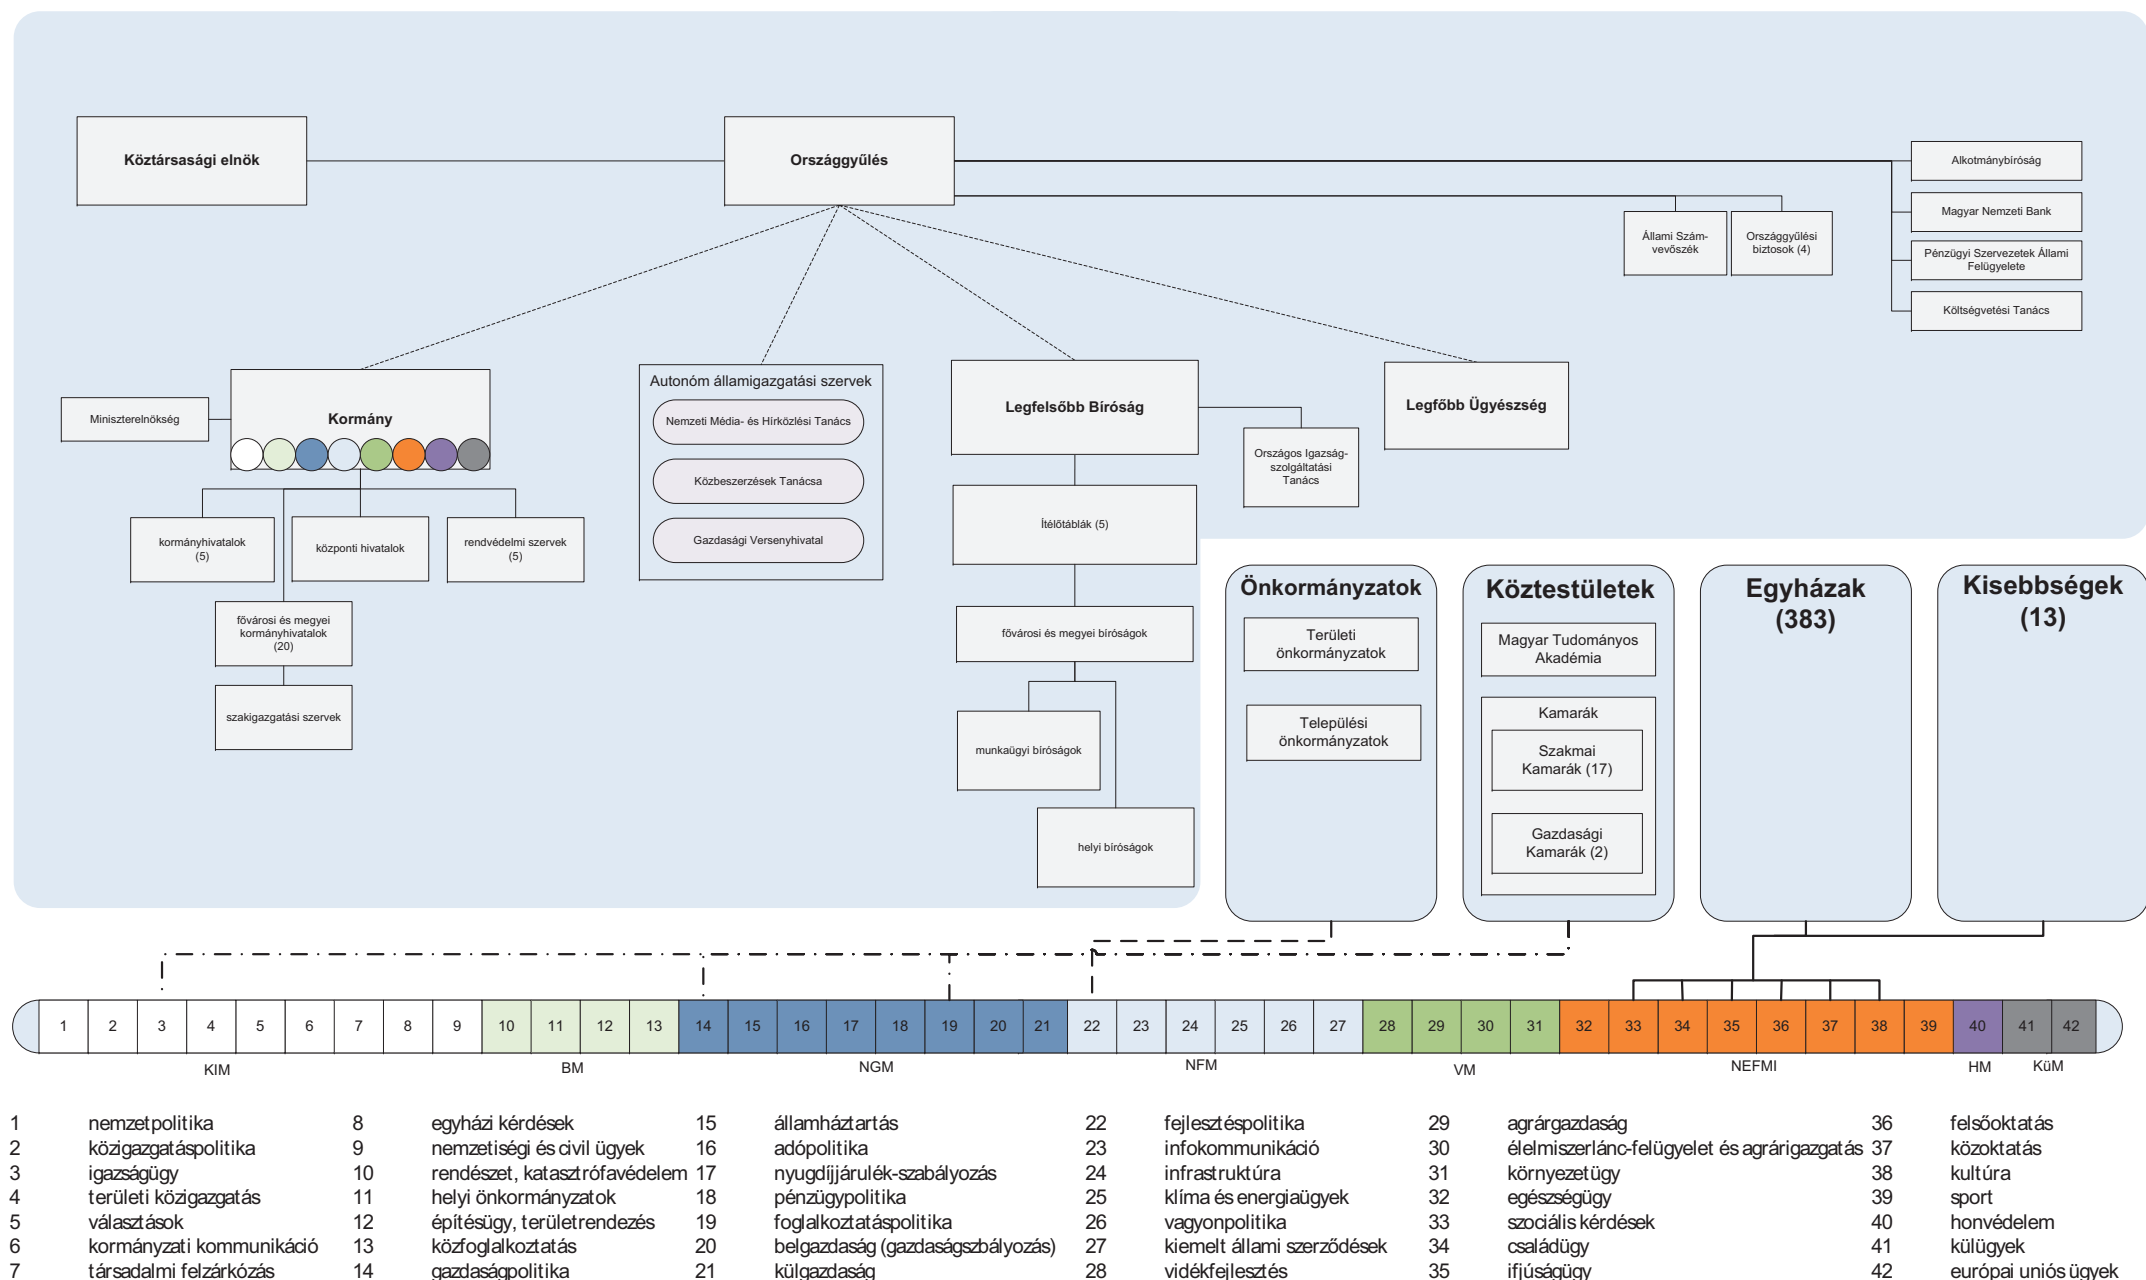 Köztársasági elnök
Országgyűlés
Alkotmánybíróság
Magyar Nemzeti Bank
Állami Szám-
vevőszék
Országgyűlési
biztosok (4)
Pénzügyi Szervezetek Állami
Felügyelete
Költségvetési Tanács
Miniszterelnökség
Kormány
Autonóm államigazgatási szervek
Nemzeti Média- és Hírközlési Tanács
Közbeszerzések Tanácsa
Gazdasági Versenyhivatal
Legfelsőbb Bíróság
Legfőbb Ügyészség
Országos Igazság-
szolgáltatási
Tanács
kormányhivatalok
(5)
központi hivatalok
rendvédelmi szervek
(5)
Ítélőtáblák (5)
fővárosi és megyei
kormányhivatalok
(20)
szakigazgatási szervek
fővárosi és megyei bíróságok
munkaügyi bíróságok
helyi bíróságok
Önkormányzatok
Területi
önkormányzatok
Települési
önkormányzatok
Köztestületek
Magyar Tudományos
Akadémia
Kamarák
Szakmai
Kamarák (17)
Gazdasági
Kamarák (2)
Egyházak
(383)
Kisebbségek
(13)
1 2 3 4 5 6 7 8 9 10 11 12 13 14 15 16 17 18 19 20 21 22 23 24 25 26 27 28 29 30 31 32 33 34 35 36 37 38 39 40 41 42
KIM BM NGM NFM VM NEFMI HM KüM
1 nemzetpolitika
2 közigazgatáspolitika
3 igazságügy
4 területi közigazgatás
5 választások
6 kormányzati kommunikáció
7 társadalmi felzárkózás
8 egyházi kérdések
9 nemzetiségi és civil ügyek
10 rendészet, katasztrófavédelem
11 helyi önkormányzatok
12 építésügy, területrendezés
13 közfoglalkoztatás
14 gazdaságpolitika
15 államháztartás
16 adópolitika
17 nyugdíjjárulék-szabályozás
18 pénzügypolitika
19 foglalkoztatáspolitika
20 belgazdaság (gazdaságszbályozás)
21 külgazdaság
22 fejlesztéspolitika
23 infokommunikáció
24 infrastruktúra
25 klíma és energiaügyek
26 vagyonpolitika
27 kiemelt állami szerződések
28 vidékfejlesztés
29 agrárgazdaság
30 élelmiszerlánc-felügyelet és agrárigazgatás
31 környezetügy
32 egészségügy
33 szociális kérdések
34 családügy
35 ifjúságügy
36 felsőoktatás
37 közoktatás
38 kultúra
39 sport
40 honvédelem
41 külügyek
42 európai uniós ügyek